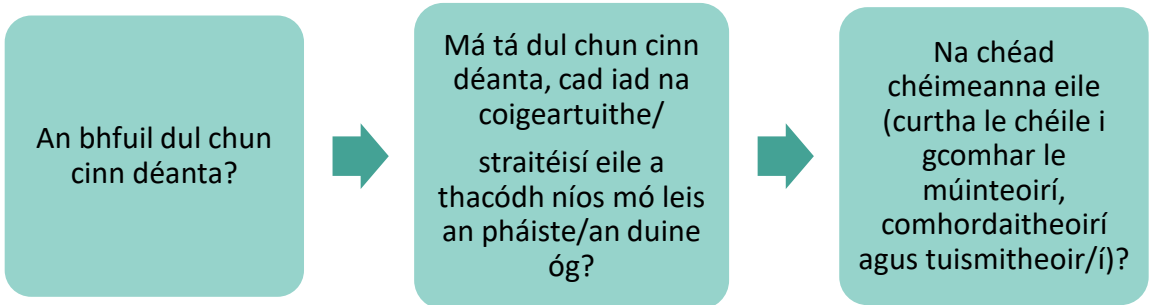 An bhfuil dul chun
cinn déanta?
Má tá dul chun cinn
déanta, cad iad na
coigeartuithe/
straitéisí eile a
thacódh níos mó leis
an pháiste/an duine
óg?
Na chéad
chéimeanna eile
(curtha le chéile i
gcomhar le
múinteoirí,
comhordaitheoirí
agus tuismitheoir/í)?